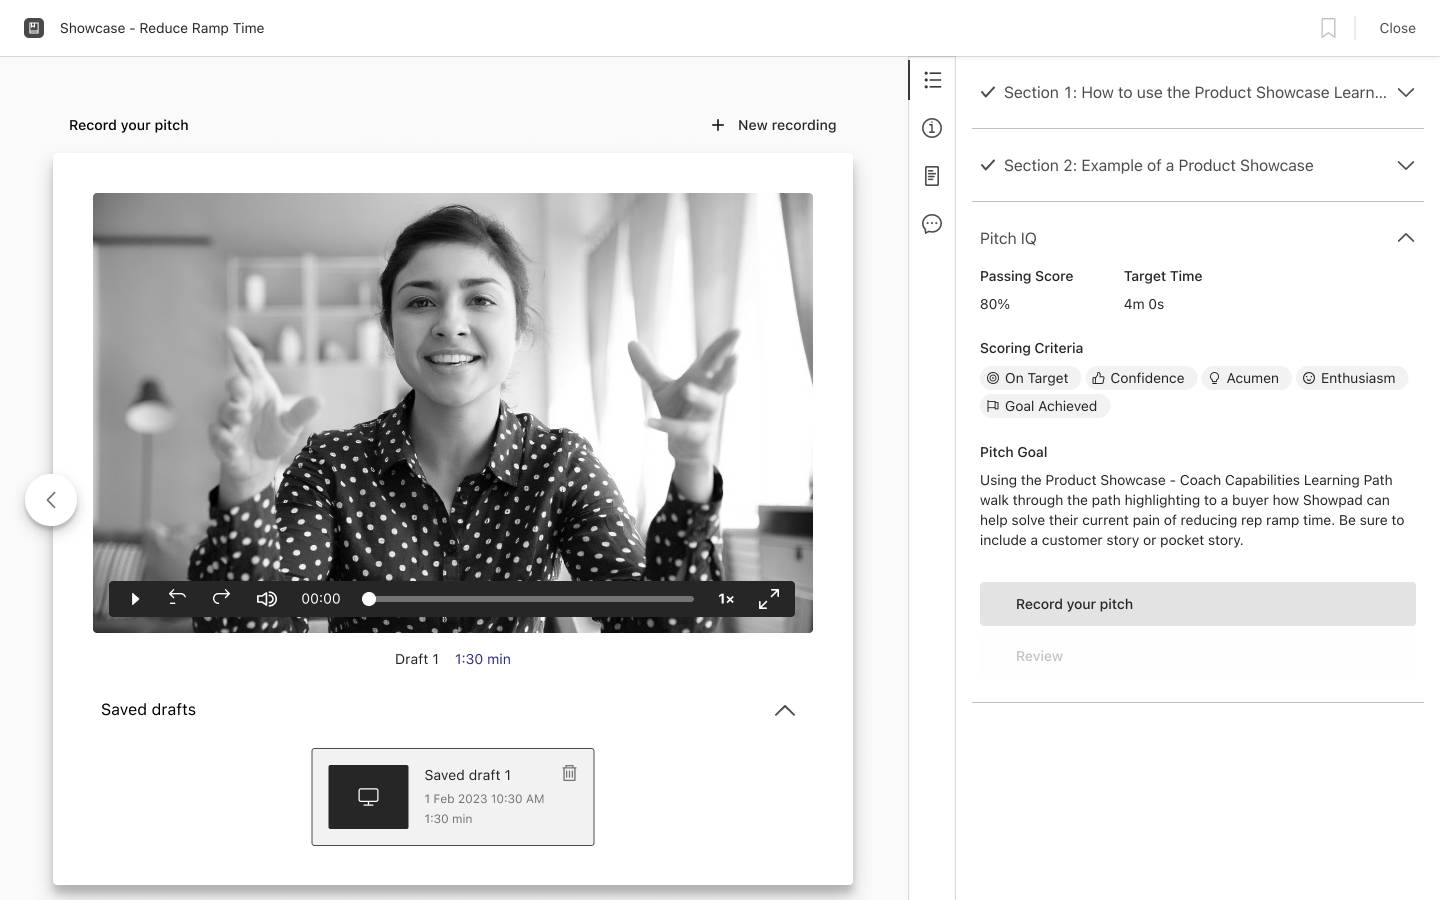 Showcase - Reduce Ramp Time
Close
Record your pitch
New recording
00:00
1×
Draft 1 1:30 min
Saved drafts
Saved draft 1
1 Feb 2023 10:30 AM
1:30 min
Section 1: How to use the Product Showcase Learn...
Section 2: Example of a Product Showcase
Pitch IQ
Passing Score Target Time
80% 4m 0s
Scoring Criteria
On Target Confidence Acumen Enthusiasm
Goal Achieved
Pitch Goal
Using the Product Showcase - Coach Capabilities Learning Path
walk through the path highlighting to a buyer how Showpad can
help solve their current pain of reducing rep ramp time. Be sure to
include a customer story or pocket story.
Record your pitch
Review